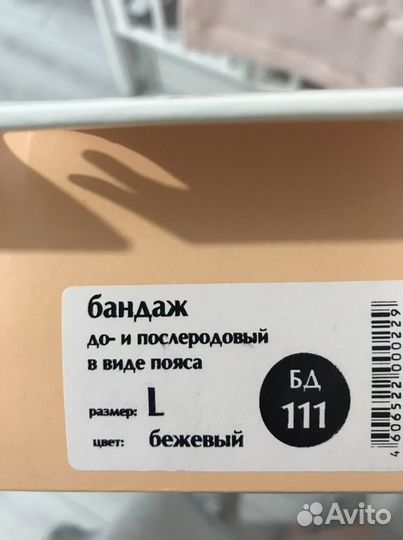 бандаж
до- и послеродовый
в виде пояса
размер: L
цвет: бежевый
БД
111
4606522000229
Avito